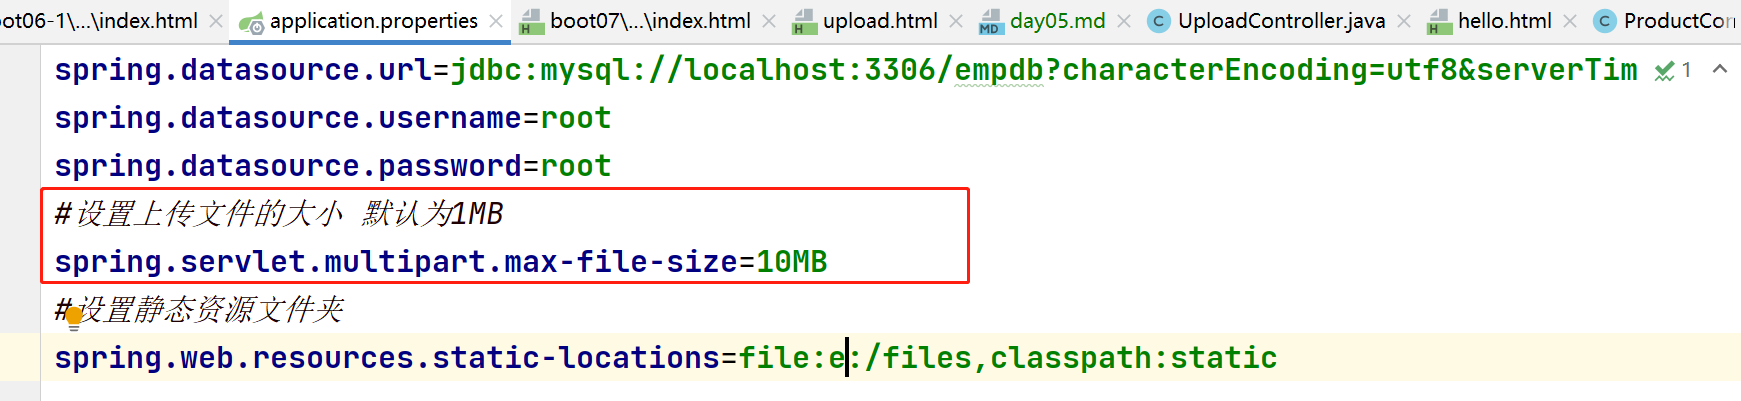 oot06-1\...\index.html application.properties boot07\...\index.html upload.html day05.md UploadController.java hello.html ProductCon
spring.datasource.url=jdbc:mysql://localhost:3306/empdb?characterEncoding=utf8&serverTim 1
spring.datasource.username=root
spring.datasource.password=root
#设置上传文件的大小 默认为1MB
spring.servlet.multipart.max-file-size=10MB
#设置静态资源文件夹
spring.web.resources.static-locations=file:e:/files,classpath:static